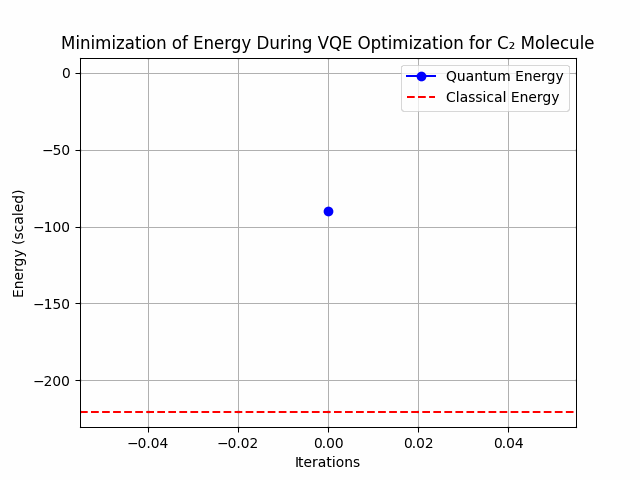 Minimization of Energy During VQE Optimization for C₂ Molecule
Quantum Energy
Classical Energy
0
−50
−100
−150
−200
Energy (scaled)
−0.04
−0.02
0.00
0.02
0.04
Iterations